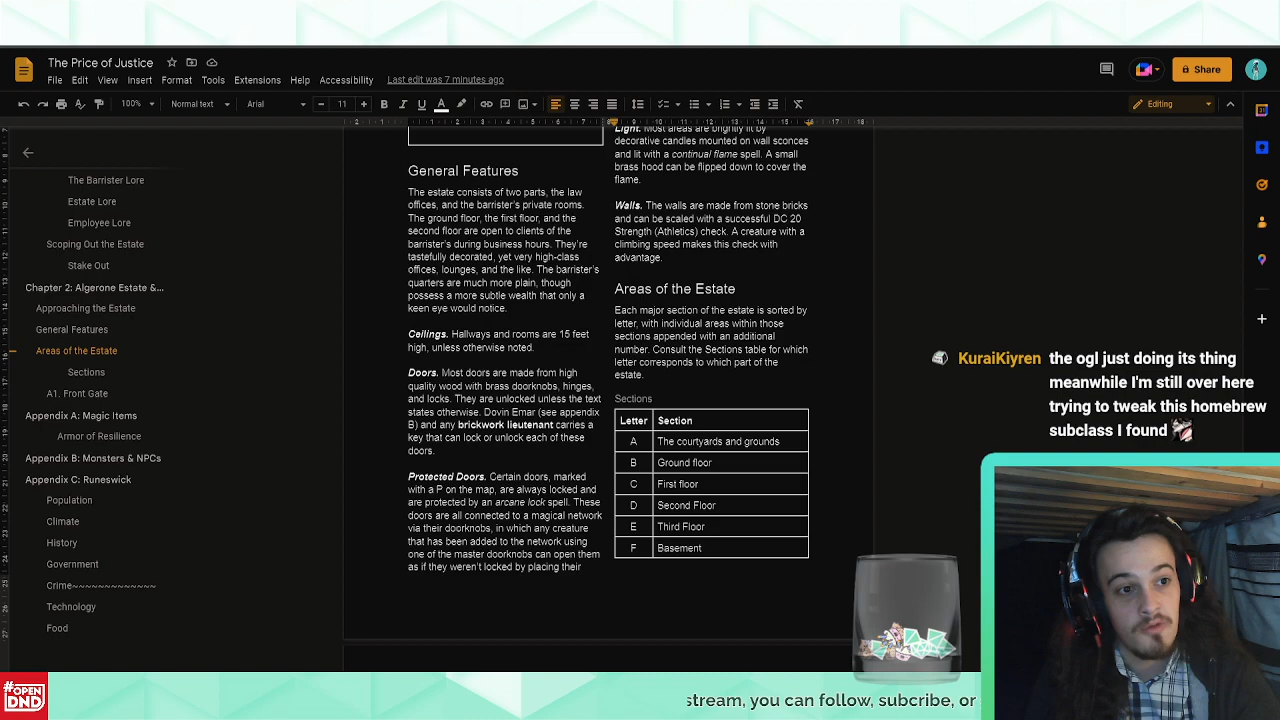 The Price of Justice
File Edit View Insert Format Tools Extensions Help Accessibility Last edit was 7 minutes ago
Share
100% Normal text Arial 11 Editing
The Barrister Lore
Estate Lore
Employee Lore
Scoping Out the Estate
Stake Out
Chapter 2: Algerone Estate &...
Approaching the Estate
General Features
Areas of the Estate
Sections
A1. Front Gate
Appendix A: Magic Items
Armor of Resilience
Appendix B: Monsters & NPCs
Appendix C: Runeswick
Population
Climate
History
Government
Crime~~~~~~~~~~~~~
Technology
Food
General Features
The estate consists of two parts, the law
offices, and the barrister's private rooms.
The ground floor, the first floor, and the
second floor are open to clients of the
barrister's during business hours. They're
tastefully decorated, yet very high-class
offices, lounges, and the like. The barrister's
quarters are much more plain, though
possess a more subtle wealth that only a
keen eye would notice.
Ceilings. Hallways and rooms are 15 feet
high, unless otherwise noted.
Doors. Most doors are made from high
quality wood with brass doorknobs, hinges,
and locks. They are unlocked unless the text
states otherwise. Dovin Emar (see appendix
B) and any brickwork lieutenant carries a
key that can lock or unlock each of these
doors.
Protected Doors. Certain doors, marked
with a P on the map, are always locked and
are protected by an arcane lock spell. These
doors are all connected to a magical network
via their doorknobs, in which any creature
that has been added to the network using
one of the master doorknobs can open them
as if they weren't locked by placing their
Light. Most areas are brightly lit by
decorative candles mounted on wall sconces
and lit with a continual flame spell. A small
brass hood can be flipped down to cover the
flame.
Walls. The walls are made from stone bricks
and can be scaled with a successful DC 20
Strength (Athletics) check. A creature with a
climbing speed makes this check with
advantage.
Areas of the Estate
Each major section of the estate is sorted by
letter, with individual areas within those
sections appended with an additional
number. Consult the Sections table for which
letter corresponds to which part of the
estate.
Sections
Letter Section
A The courtyards and grounds
B Ground floor
C First floor
D Second Floor
E Third Floor
F Basement
KuraiKiyren the ogl just doing its thing
meanwhile I'm still over here
trying to tweak this homebrew
subclass I found
#OPEN
DND
stream, you can follow, subcribe, or